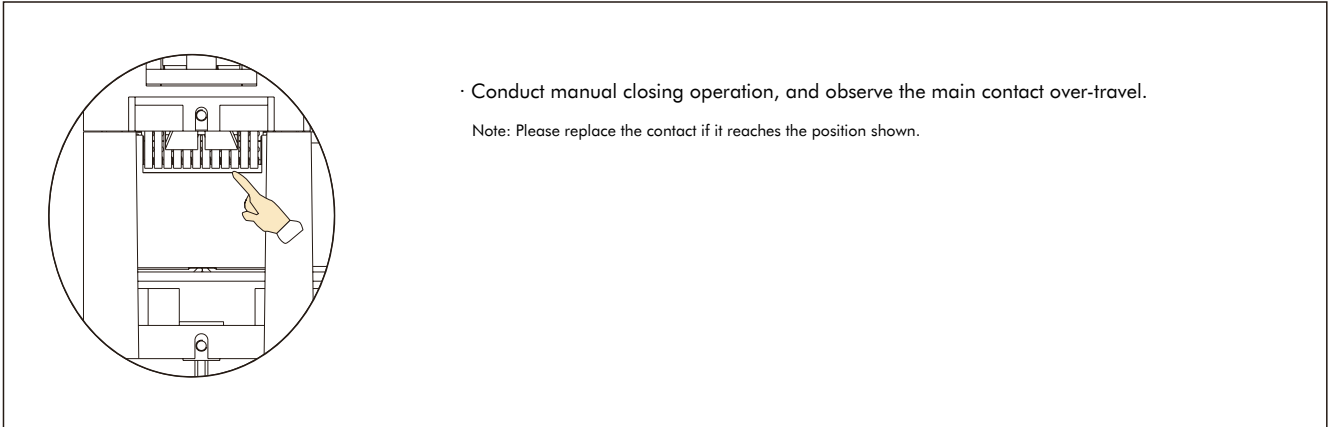 · Conduct manual closing operation, and observe the main contact over-travel.
Note: Please replace the contact if it reaches the position shown.